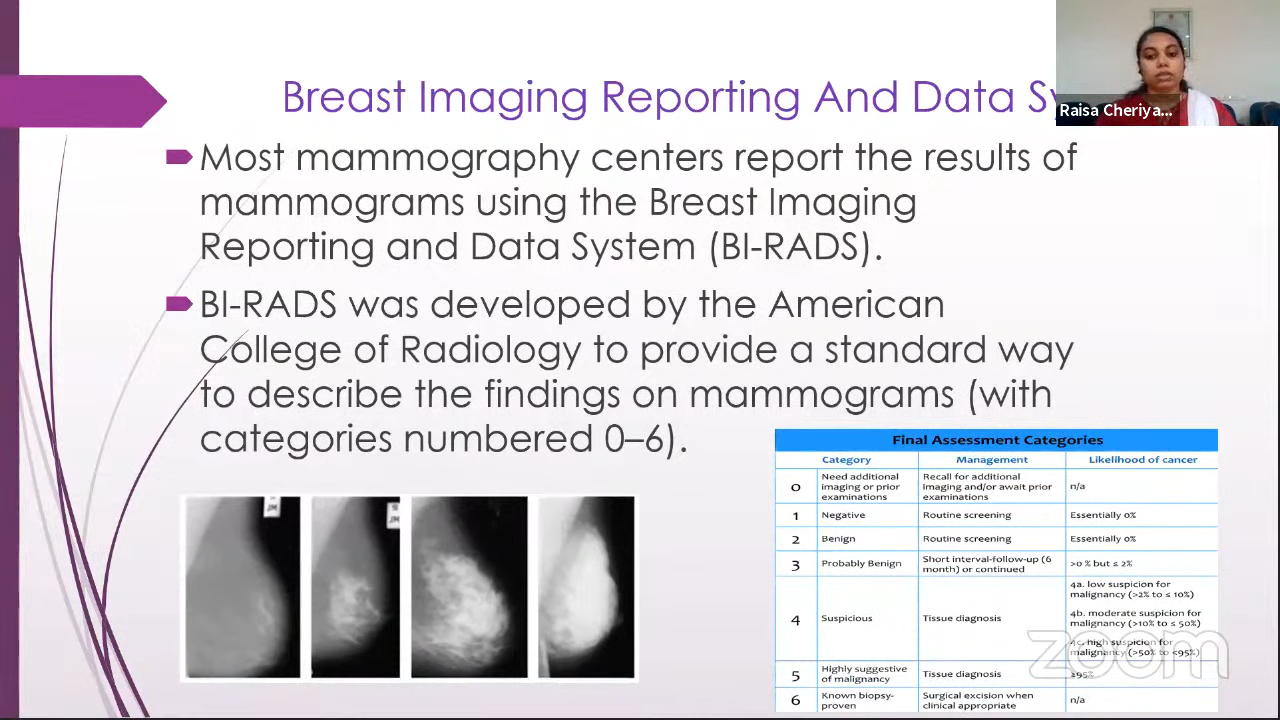 Breast Imaging Reporting And Data Sy
Raisa Cheriya...
Most mammography centers report the results of
mammograms using the Breast Imaging
Reporting and Data System (BI-RADS).
BI-RADS was developed by the American
College of Radiology to provide a standard way
to describe the findings on mammograms (with
categories numbered 0–6).
Final Assessment Categories
Category Management Likelihood of cancer
0 Need additional imaging or prior examinations Recall for additional imaging and/or await prior examinations n/a
1 Negative Routine screening Essentially 0%
2 Benign Routine screening Essentially 0%
3 Probably Benign Short interval-follow-up (6 month) or continued >0 % but ≤ 2%
4 Suspicious Tissue diagnosis 4a. low suspicion for malignancy (>2% to ≤ 10%)
4b. moderate suspicion for malignancy (>10% to ≤ 50%)
4c. high suspicion for malignancy (>50% to <95%)
5 Highly suggestive of malignancy Tissue diagnosis ≥95%
6 Known biopsy-proven Surgical excision when clinical appropriate n/a
JM
JM
zoom